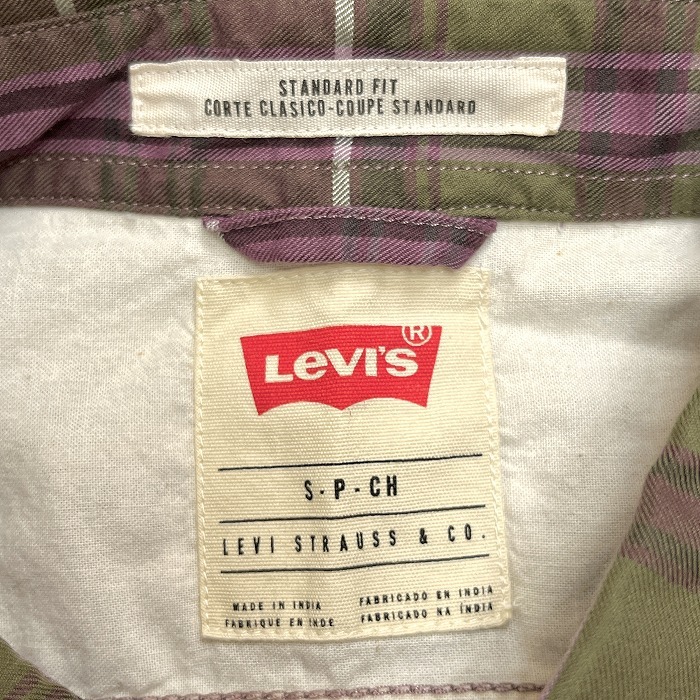 STANDARD FIT
CORTE CLASICO-COUPE STANDARD
LEVI'S ®
S-P-CH
LEVI STRAUSS & CO.
MADE IN INDIA
FABRIQUE EN INDE
FABRICADO EN INDIA
FABRICADO NA ÍNDIA